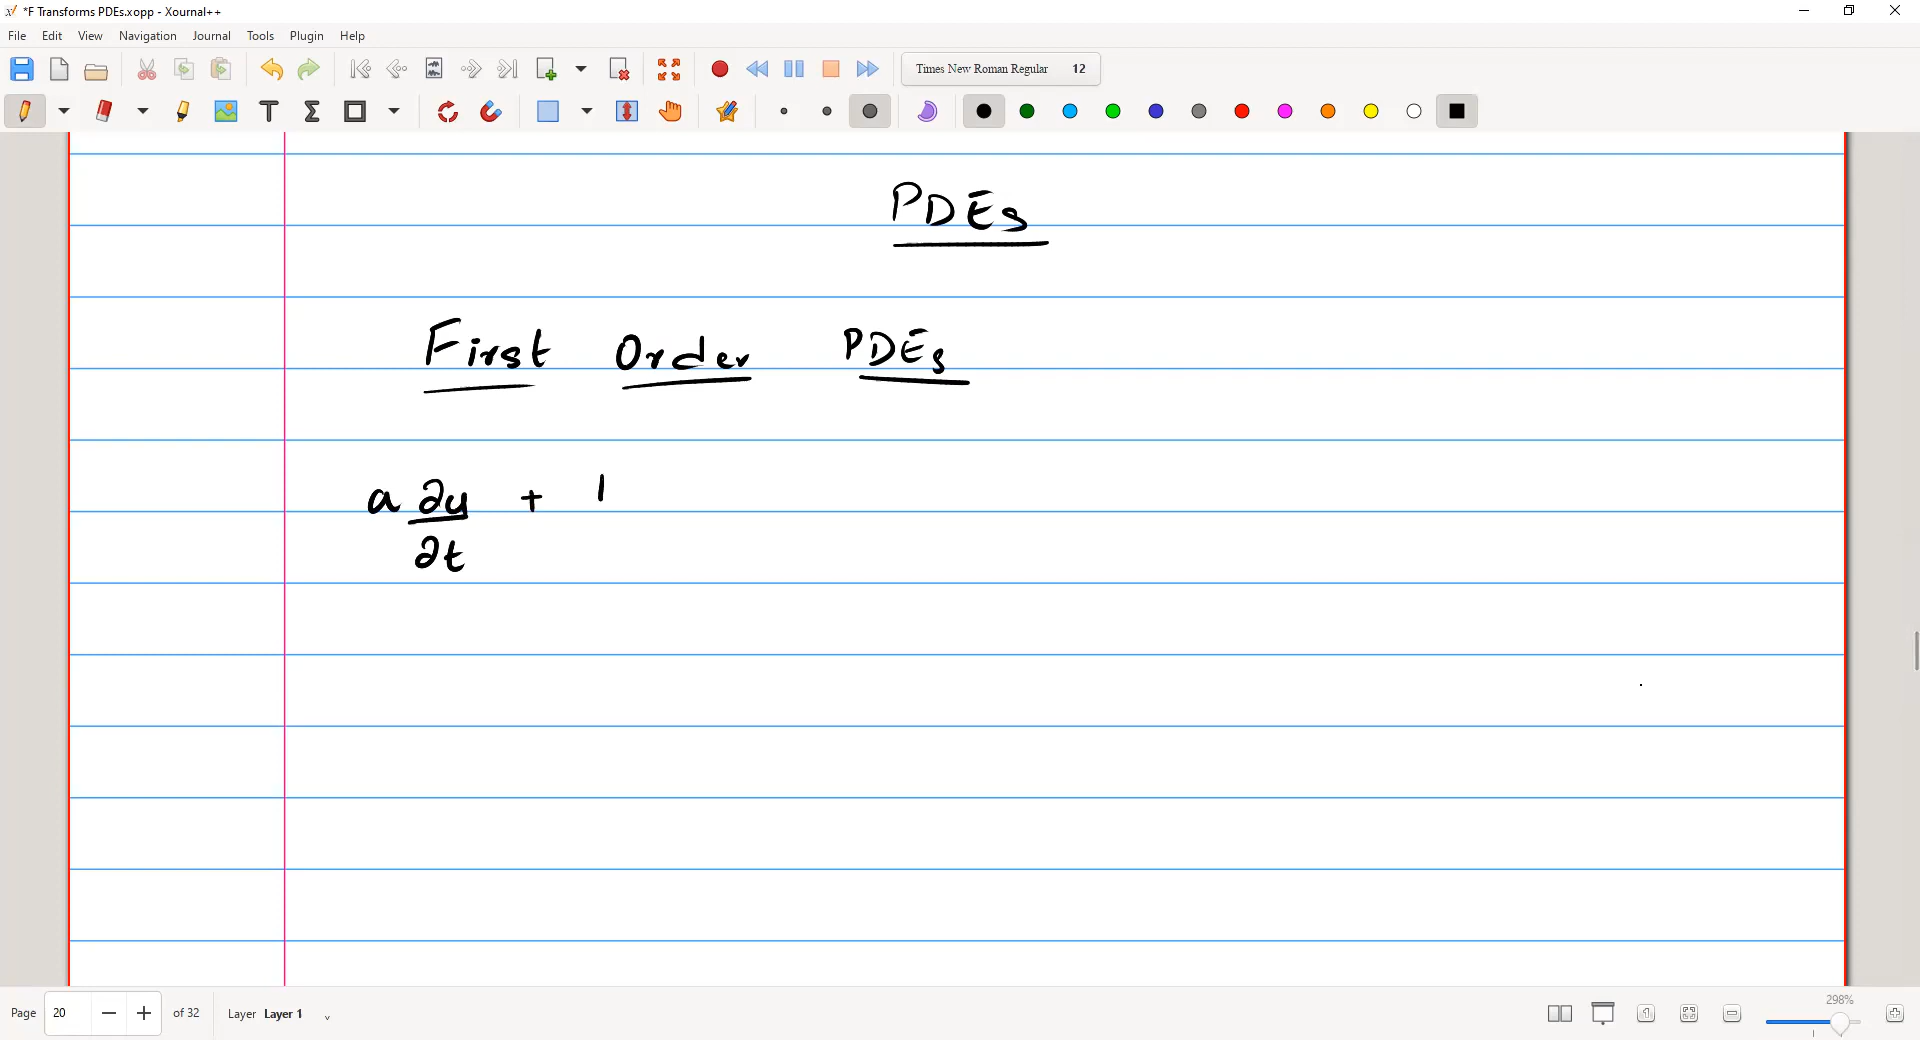 *F Transforms PDEs.xopp - Xournal++
File Edit View Navigation Journal Tools Plugin Help
Times New Roman Regular 12
PDEs
First Order PDEs
a ∂u +
∂t
Page 20 of 32 Layer Layer 1 298%